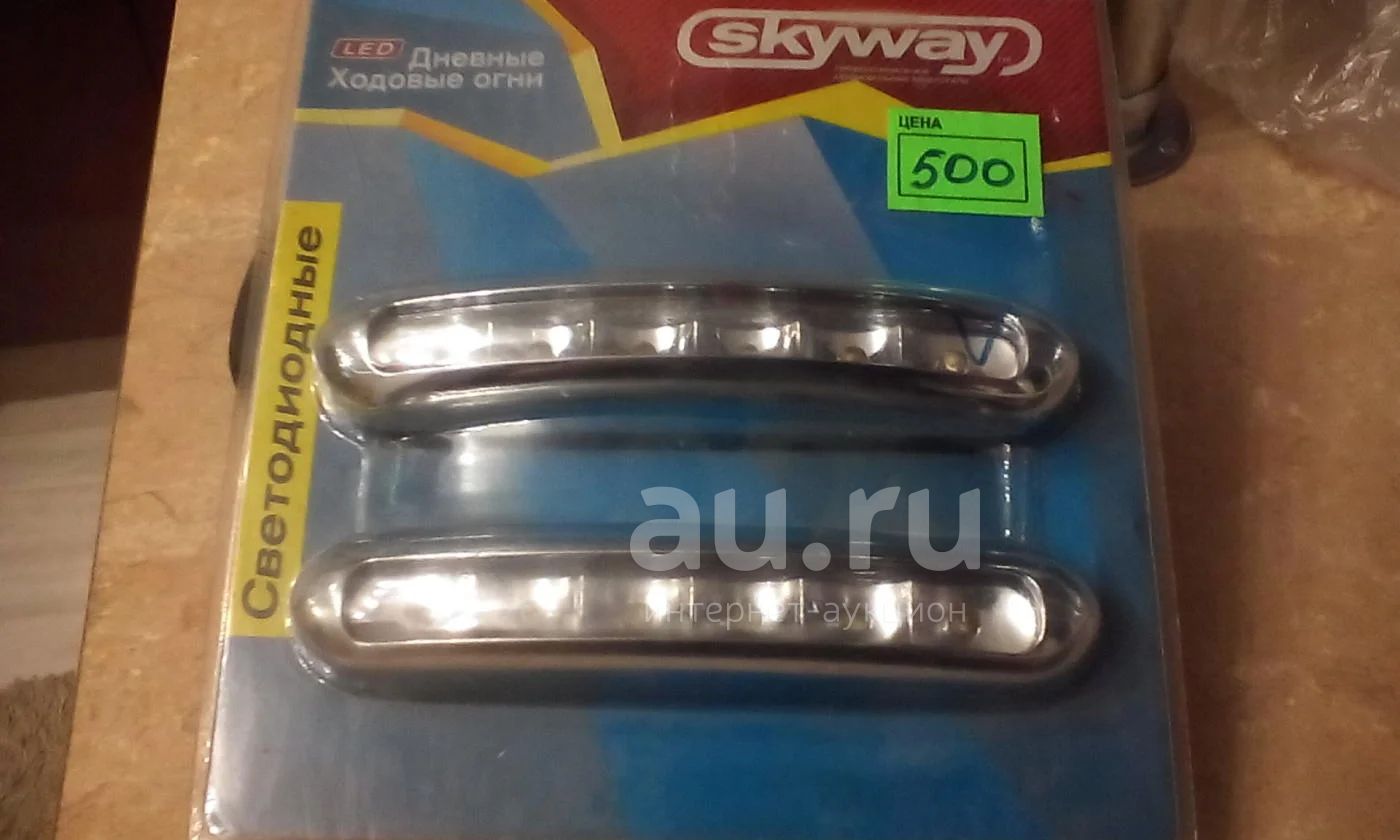 LED Дневные
Ходовые огни
skyway
ЦЕНА
500
Светодиодные
au.ru
интернет-аукцион